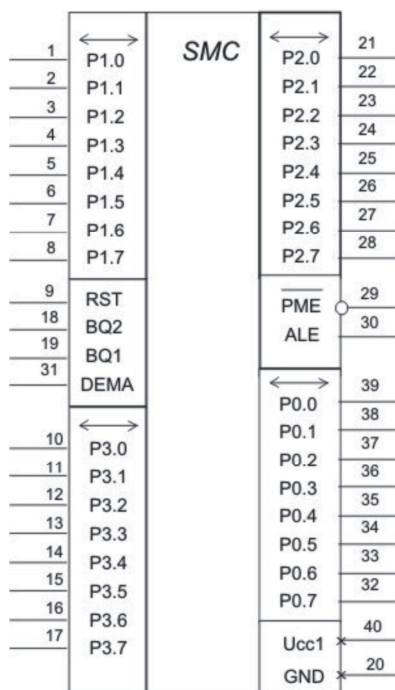 SMC
1 P1.0
2 P1.1
3 P1.2
4 P1.3
5 P1.4
6 P1.5
7 P1.6
8 P1.7
9 RST
18 BQ2
19 BQ1
31 DEMA
10 P3.0
11 P3.1
12 P3.2
13 P3.3
14 P3.4
15 P3.5
16 P3.6
17 P3.7
P2.0 21
P2.1 22
P2.2 23
P2.3 24
P2.4 25
P2.5 26
P2.6 27
P2.7 28
PME 29
ALE 30
P0.0 39
P0.1 38
P0.2 37
P0.3 36
P0.4 35
P0.5 34
P0.6 33
P0.7 32
Ucc1 40
GND 20